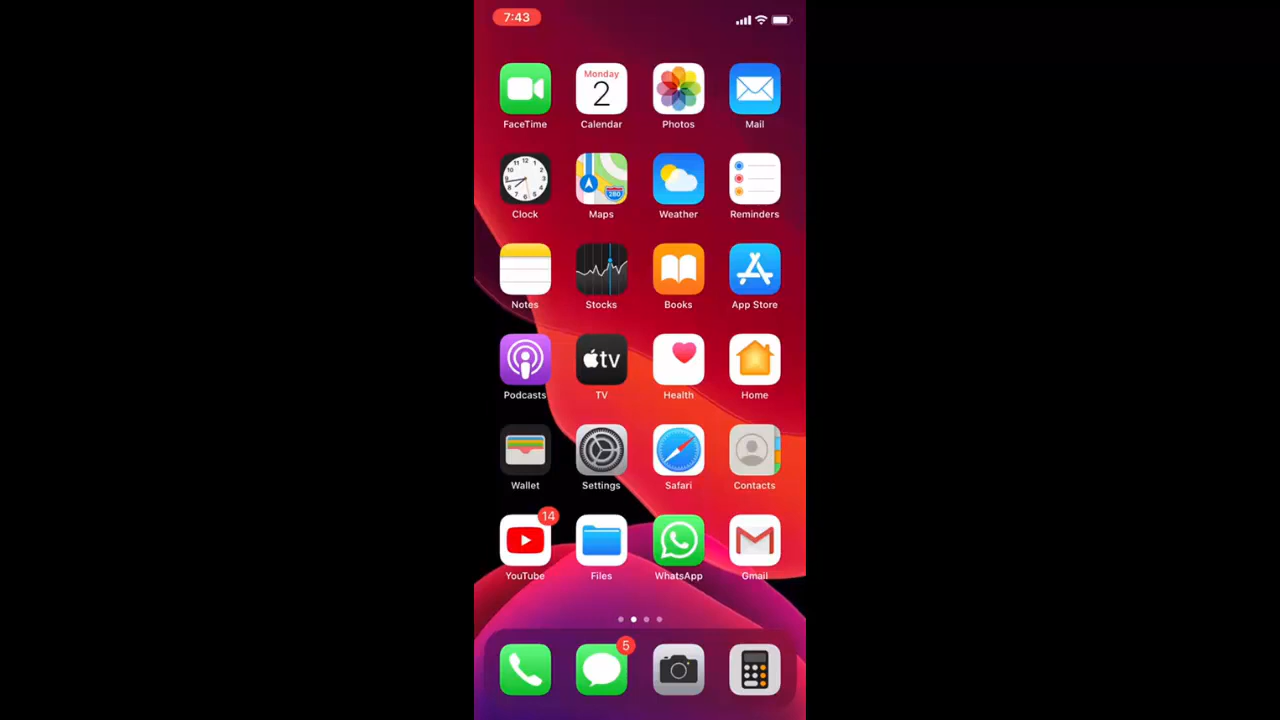 7:43
Monday
2
FaceTime
Calendar
Photos
Mail
280
Clock
Maps
Weather
Reminders
Notes
Stocks
Books
App Store
tv
Podcasts
TV
Health
Home
Wallet
Settings
Safari
Contacts
14
YouTube
Files
WhatsApp
Gmail
5